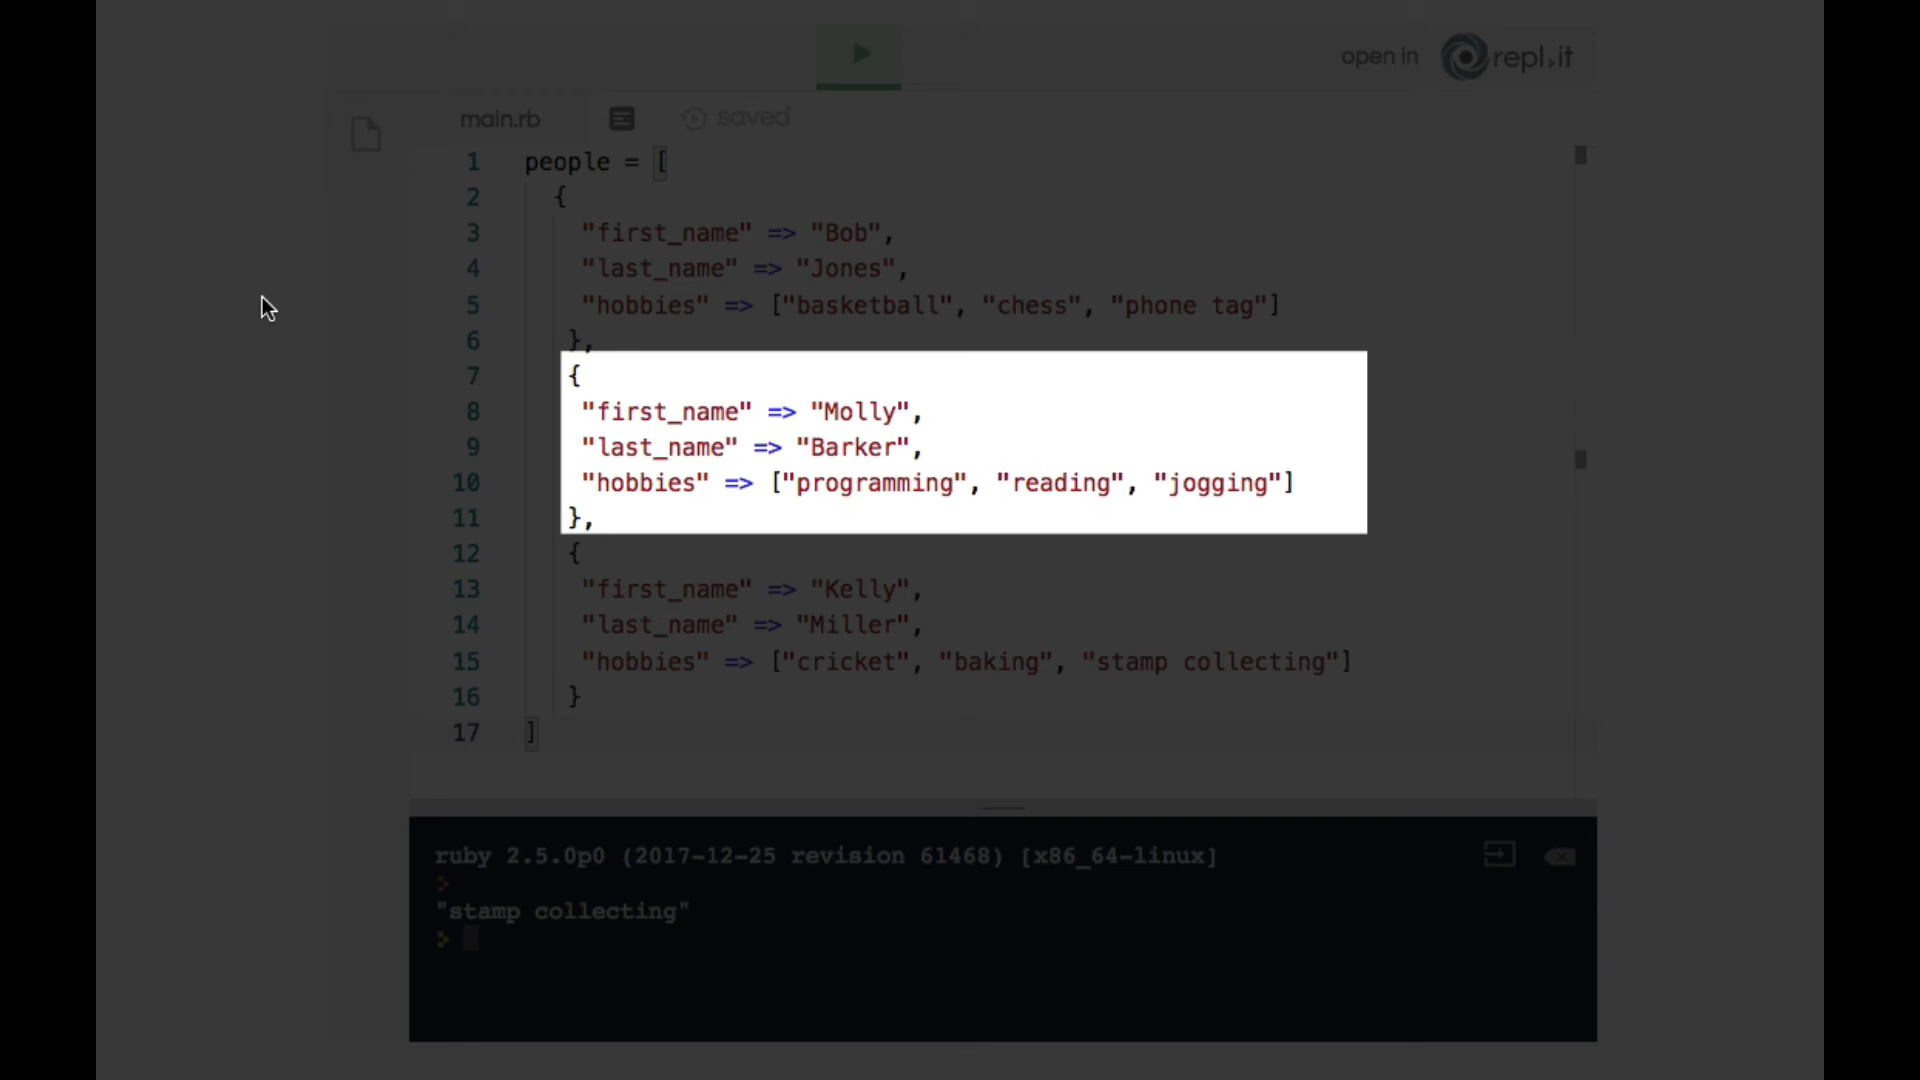 open in repl.it
main.rb saved
1 people = [
2 {
3 "first_name" => "Bob",
4 "last_name" => "Jones",
5 "hobbies" => ["basketball", "chess", "phone tag"]
6 },
7 {
8 "first_name" => "Molly",
9 "last_name" => "Barker",
10 "hobbies" => ["programming", "reading", "jogging"]
11 },
12 {
13 "first_name" => "Kelly",
14 "last_name" => "Miller",
15 "hobbies" => ["cricket", "baking", "stamp collecting"]
16 }
17 ]
ruby 2.5.0p0 (2017-12-25 revision 61468) [x86_64-linux]
>
"stamp collecting"
>